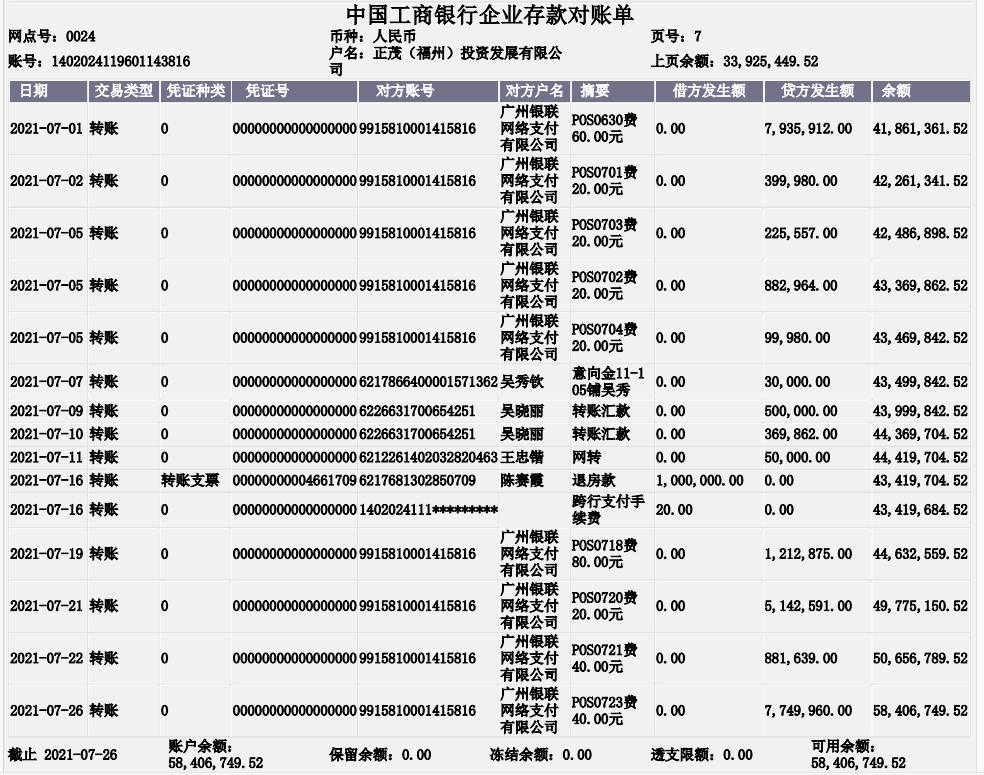 中国工商银行企业存款对账单
网点号：0024 币种：人民币 页号：7
账号：1402024119601143816 户名：正茂（福州）投资发展有限公司 上页余额：33,925,449.52
日期 交易类型 凭证种类 凭证号 对方账号 对方户名 摘要 借方发生额 贷方发生额 余额
2021-07-01 转账 0 00000000000000000 9915810001415816 广州银联网络支付有限公司 POS0630费60.00元 0.00 7,935,912.00 41,861,361.52
2021-07-02 转账 0 00000000000000000 9915810001415816 广州银联网络支付有限公司 POS0701费20.00元 0.00 399,980.00 42,261,341.52
2021-07-05 转账 0 00000000000000000 9915810001415816 广州银联网络支付有限公司 POS0703费20.00元 0.00 225,557.00 42,486,898.52
2021-07-05 转账 0 00000000000000000 9915810001415816 广州银联网络支付有限公司 POS0702费20.00元 0.00 882,964.00 43,369,862.52
2021-07-05 转账 0 00000000000000000 9915810001415816 广州银联网络支付有限公司 POS0704费20.00元 0.00 99,980.00 43,469,842.52
2021-07-07 转账 0 00000000000000000 6217866400001571362 吴秀钦 意向金11-105铺吴秀 0.00 30,000.00 43,499,842.52
2021-07-09 转账 0 00000000000000000 6226631700654251 吴晓丽 转账汇款 0.00 500,000.00 43,999,842.52
2021-07-10 转账 0 00000000000000000 6226631700654251 吴晓丽 转账汇款 0.00 369,862.00 44,369,704.52
2021-07-11 转账 0 00000000000000000 6212261402032820463 王忠锴 网转 0.00 50,000.00 44,419,704.52
2021-07-16 转账 转账支票 00000000004661709 6217681302850709 陈赛霞 退房款 1,000,000.00 0.00 43,419,704.52
2021-07-16 转账 0 00000000000000000 1402024111********* 跨行支付手续费 20.00 0.00 43,419,684.52
2021-07-19 转账 0 00000000000000000 9915810001415816 广州银联网络支付有限公司 POS0718费80.00元 0.00 1,212,875.00 44,632,559.52
2021-07-21 转账 0 00000000000000000 9915810001415816 广州银联网络支付有限公司 POS0720费20.00元 0.00 5,142,591.00 49,775,150.52
2021-07-22 转账 0 00000000000000000 9915810001415816 广州银联网络支付有限公司 POS0721费40.00元 0.00 881,639.00 50,656,789.52
2021-07-26 转账 0 00000000000000000 9915810001415816 广州银联网络支付有限公司 POS0723费40.00元 0.00 7,749,960.00 58,406,749.52
截止 2021-07-26 账户余额：58,406,749.52 保留余额：0.00 冻结余额：0.00 透支限额：0.00 可用余额：58,406,749.52